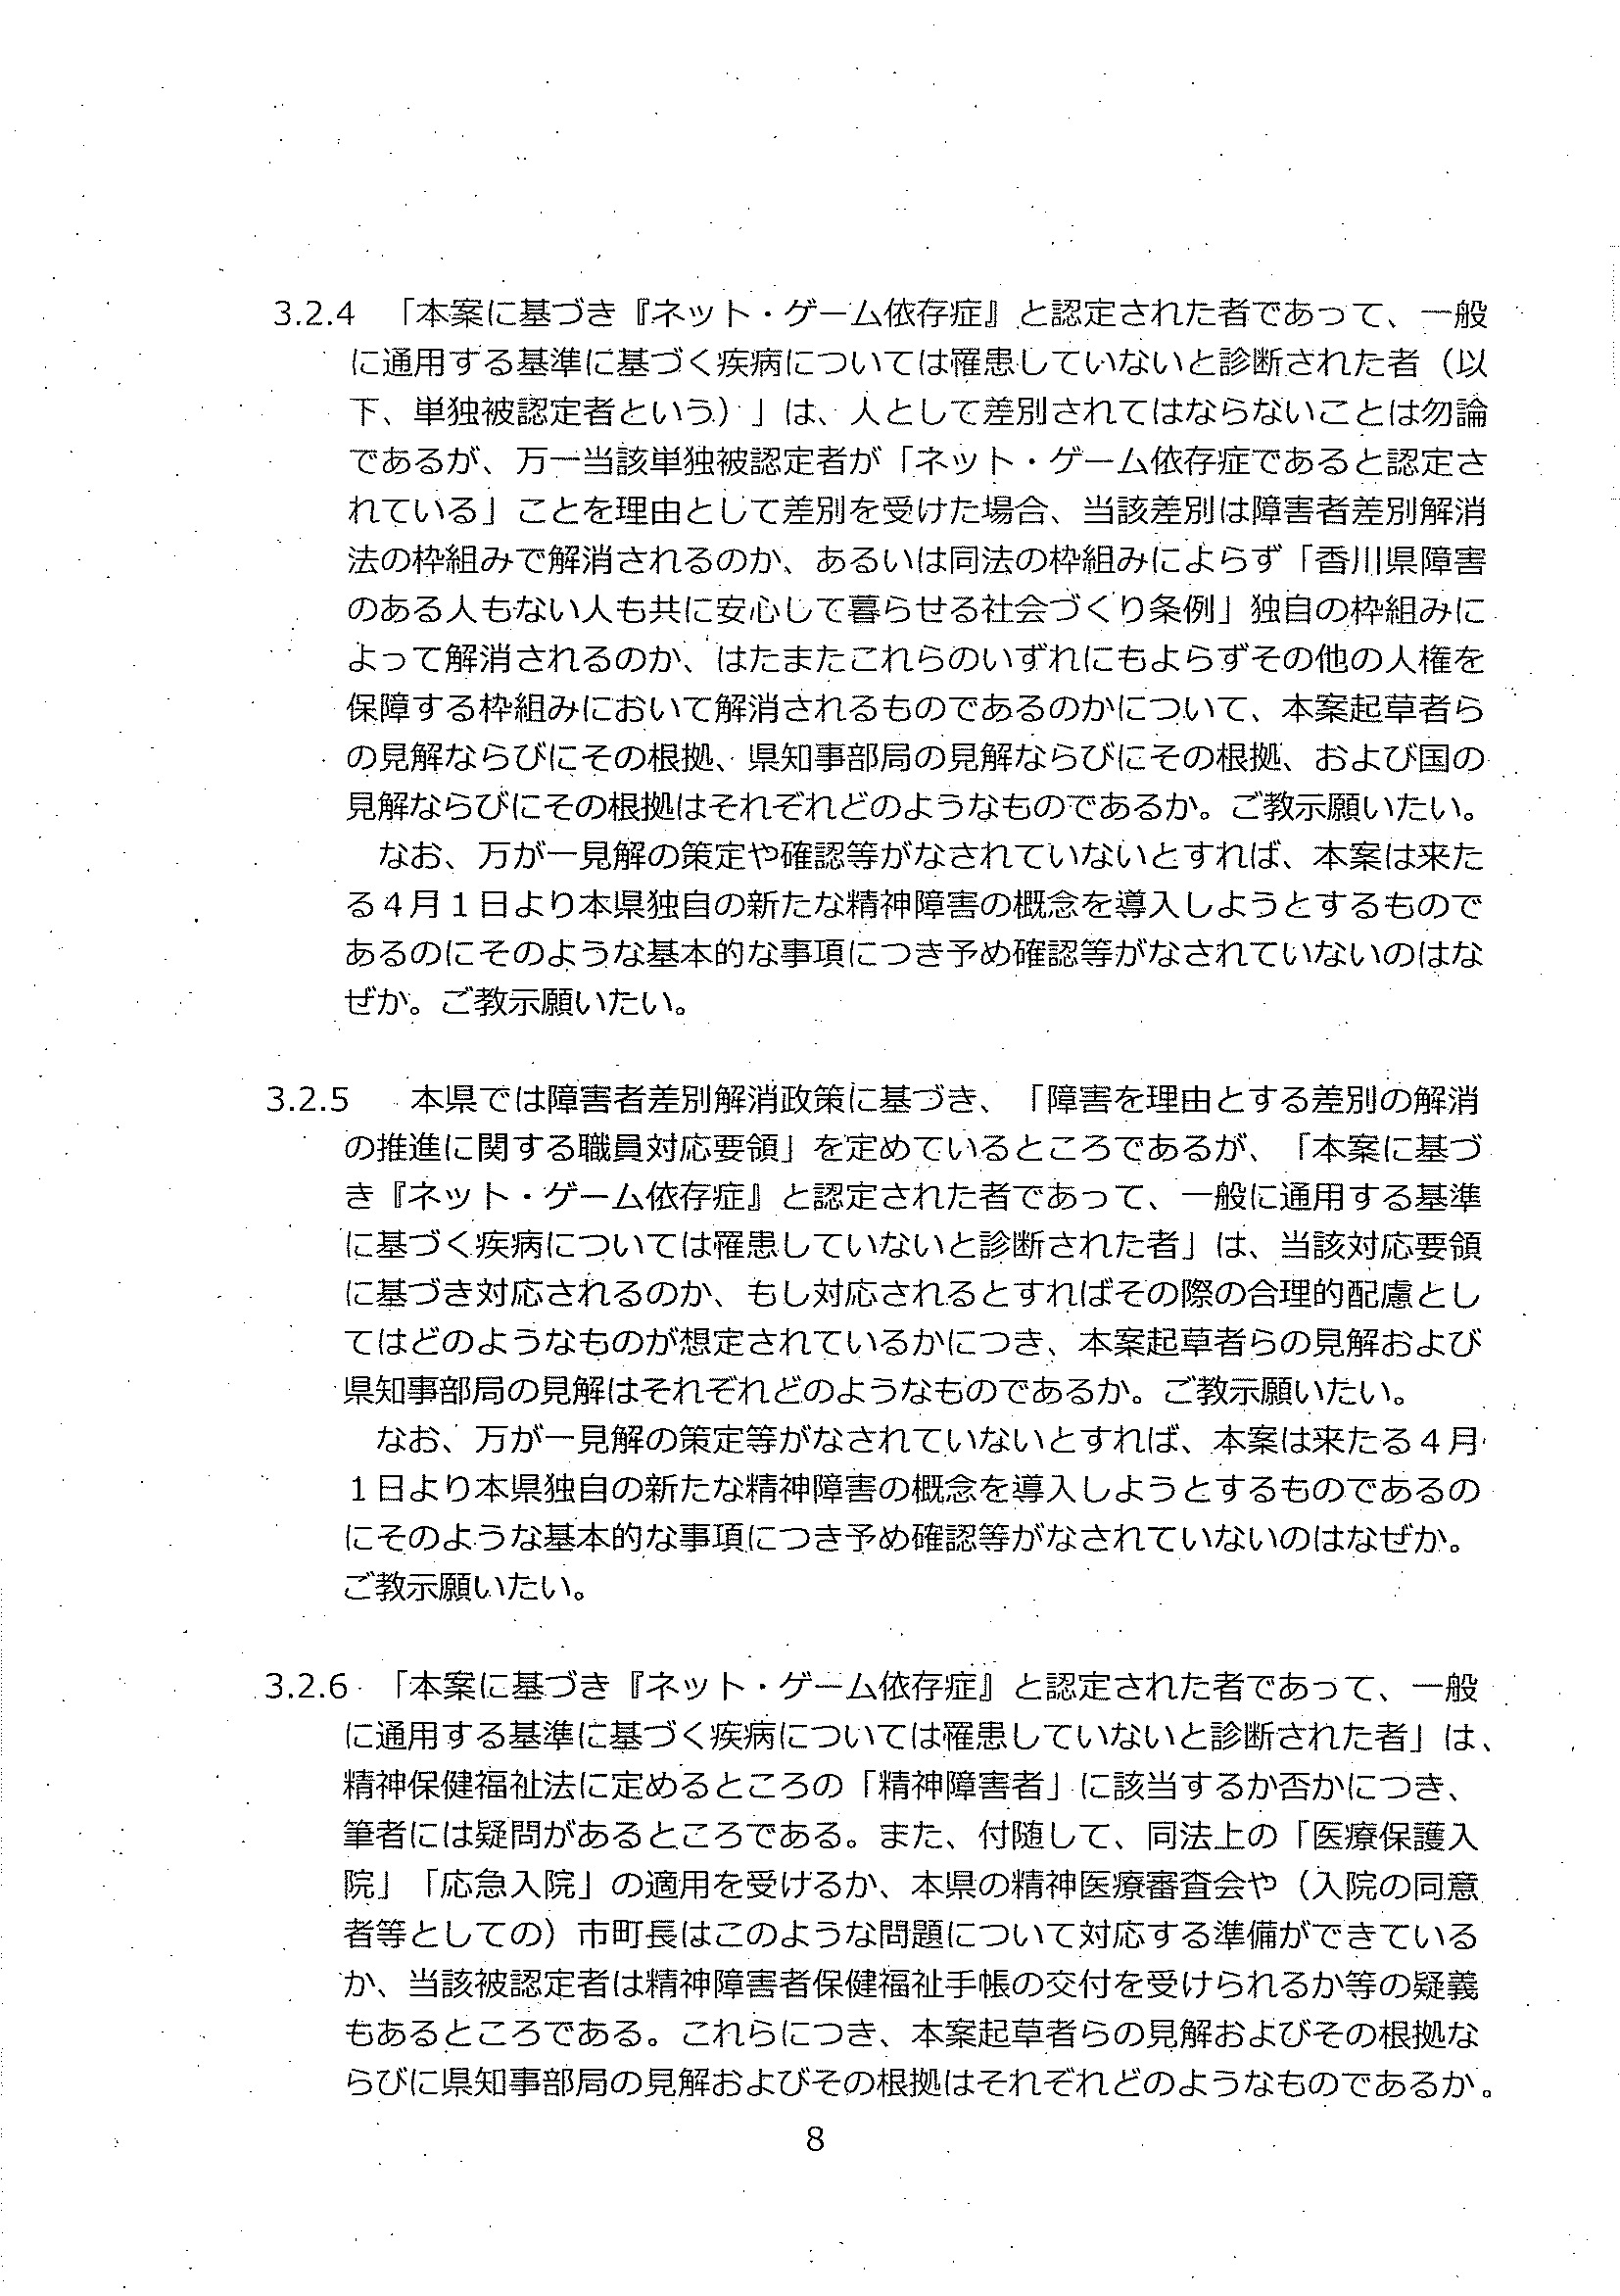 3.2.4 「本案に基づき『ネット・ゲーム依存症』と認定された者であって、一般
に通用する基準に基づく疾病については罹患していないと診断された者（以
下、単独被認定者という）」は、人として差別されてはならないことは勿論
であるが、万一当該単独被認定者が「ネット・ゲーム依存症であると認定さ
れている」ことを理由として差別を受けた場合、当該差別は障害者差別解消
法の枠組みで解消されるのか、あるいは同法の枠組みによらず「香川県障害
のある人もない人も共に安心して暮らせる社会づくり条例」独自の枠組みに
よって解消されるのか、はたまたこれらのいずれにもよらずその他の人権を
保障する枠組みにおいて解消されるものであるのかについて、本案起草者ら
の見解ならびにその根拠、県知事部局の見解ならびにその根拠、および国の
見解ならびにその根拠はそれぞれどのようなものであるか。ご教示願いたい。
なお、万が一見解の策定や確認等がなされていないとすれば、本案は来た
る４月１日より本県独自の新たな精神障害の概念を導入しようとするもので
あるのにそのような基本的な事項につき予め確認等がなされていないのはな
ぜか。ご教示願いたい。
3.2.5 本県では障害者差別解消政策に基づき、「障害を理由とする差別の解消
の推進に関する職員対応要領」を定めているところであるが、「本案に基づ
き『ネット・ゲーム依存症』と認定された者であって、一般に通用する基準
に基づく疾病については罹患していないと診断された者」は、当該対応要領
に基づき対応されるのか、もし対応されるとすればその際の合理的配慮とし
てはどのようなものが想定されているかにつき、本案起草者らの見解および
県知事部局の見解はそれぞれどのようなものであるか。ご教示願いたい。
なお、万が一見解の策定等がなされていないとすれば、本案は来たる４月
１日より本県独自の新たな精神障害の概念を導入しようとするものであるの
にそのような基本的な事項につき予め確認等がなされていないのはなぜか。
ご教示願いたい。
3.2.6 「本案に基づき『ネット・ゲーム依存症』と認定された者であって、一般
に通用する基準に基づく疾病については罹患していないと診断された者」は、
精神保健福祉法に定めるところの「精神障害者」に該当するか否かにつき、
筆者には疑問があるところである。また、付随して、同法上の「医療保護入
院」「応急入院」の適用を受けるか、本県の精神医療審査会や（入院の同意
者等としての）市町長はこのような問題について対応する準備ができている
か、当該被認定者は精神障害者保健福祉手帳の交付を受けられるか等の疑義
もあるところである。これらにつき、本案起草者らの見解およびその根拠な
らびに県知事部局の見解およびその根拠はそれぞれどのようなものであるか。
8